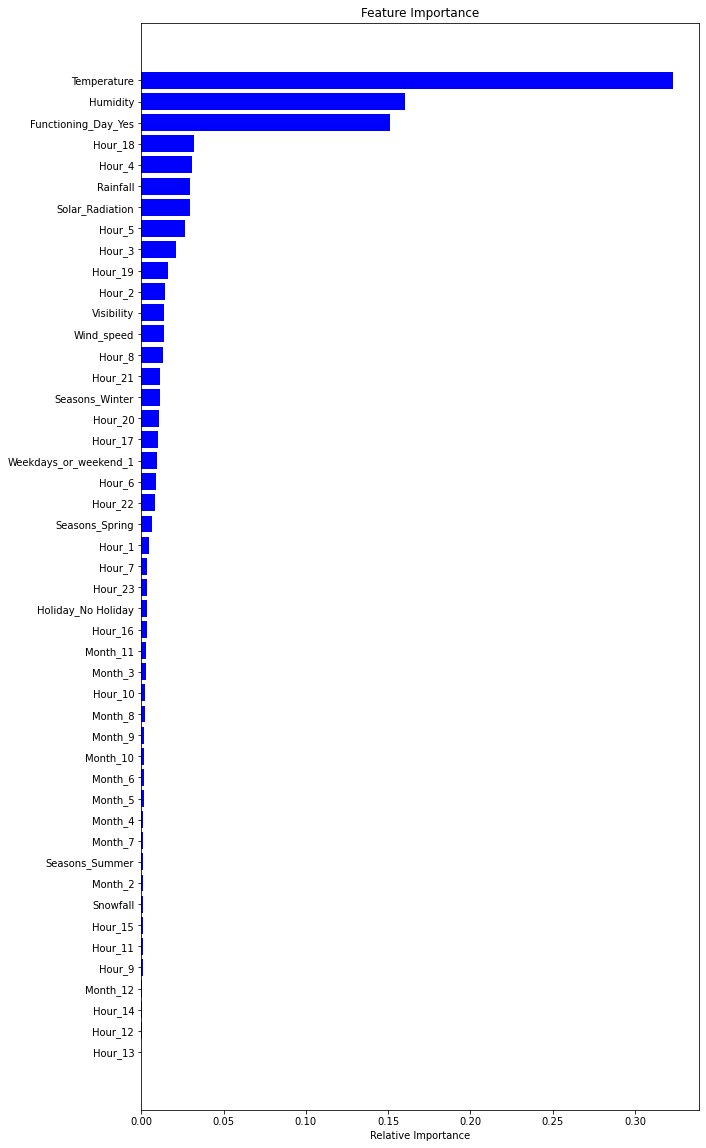 Feature Importance
Temperature
Humidity
Functioning_Day_Yes
Hour_18
Hour_4
Rainfall
Solar_Radiation
Hour_5
Hour_3
Hour_19
Hour_2
Visibility
Wind_speed
Hour_8
Hour_21
Seasons_Winter
Hour_20
Hour_17
Weekdays_or_weekend_1
Hour_6
Hour_22
Seasons_Spring
Hour_1
Hour_7
Hour_23
Holiday_No Holiday
Hour_16
Month_11
Month_3
Hour_10
Month_8
Month_9
Month_10
Month_6
Month_5
Month_4
Month_7
Seasons_Summer
Month_2
Snowfall
Hour_15
Hour_11
Hour_9
Month_12
Hour_14
Hour_12
Hour_13
0.00 0.05 0.10 0.15 0.20 0.25 0.30
Relative Importance